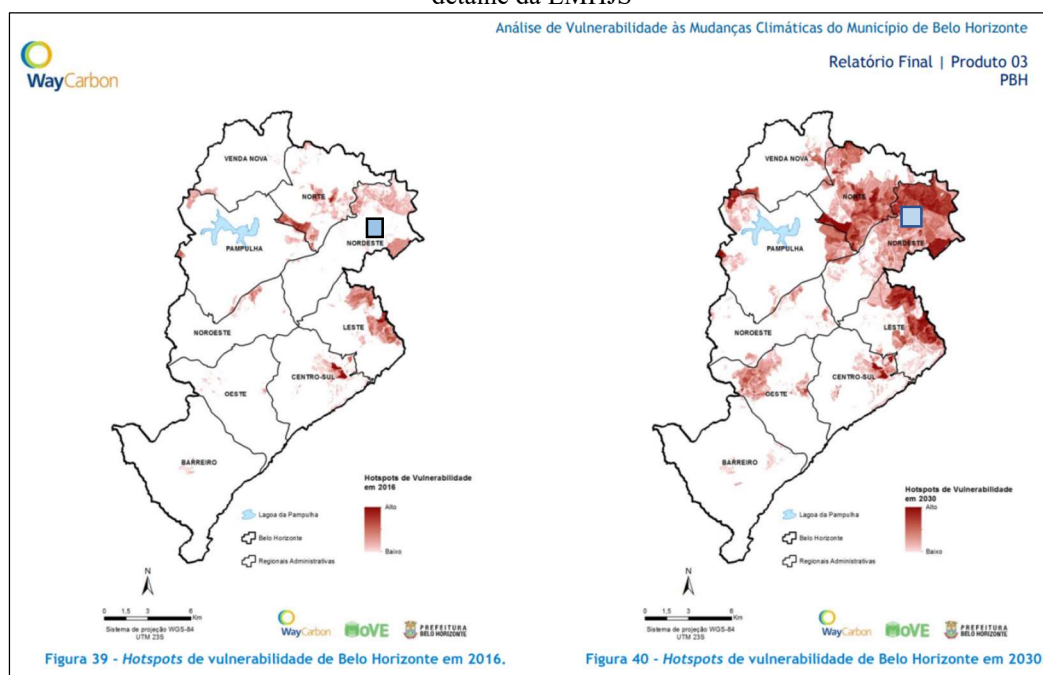 detalhe da EMHJS
Análise de Vulnerabilidade às Mudanças Climáticas do Município de Belo Horizonte
WayCarbon
Relatório Final | Produto 03
PBH
VENDA NOVA
NORTE
PAMPULHA
NORDESTE
NOROESTE
LESTE
CENTRO-SUL
OESTE
BARREIRO
Hotspots de Vulnerabilidade
em 2016
Alto
Baixo
Lagoa da Pampulha
Belo Horizonte
Regionais Administrativas
N
0 1,5 3 6
Km
Sistema de projeção WGS-84
UTM 23S
WayCarbon
MOVE
PREFEITURA
BELO HORIZONTE
Figura 39 - Hotspots de vulnerabilidade de Belo Horizonte em 2016.
VENDA NOVA
NORTE
PAMPULHA
NORDESTE
NOROESTE
LESTE
CENTRO-SUL
OESTE
BARREIRO
Hotspots de Vulnerabilidade
em 2030
Alto
Baixo
Lagoa da Pampulha
Belo Horizonte
Regionais Administrativas
N
0 1,5 3 6
Km
Sistema de projeção WGS-84
UTM 23S
WayCarbon
MOVE
PREFEITURA
BELO HORIZONTE
Figura 40 - Hotspots de vulnerabilidade de Belo Horizonte em 2030